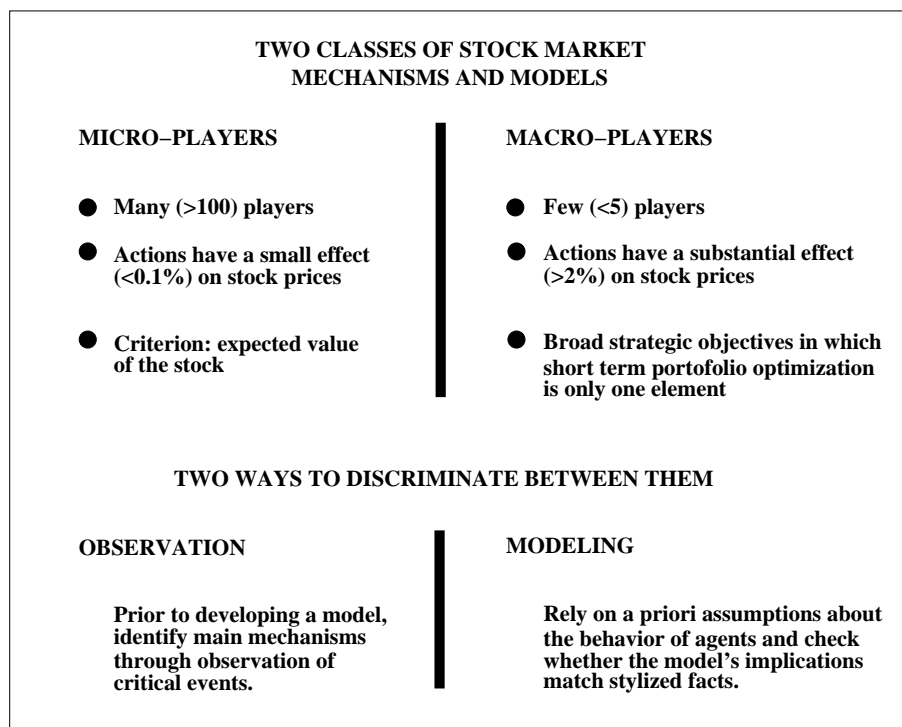 TWO CLASSES OF STOCK MARKET
MECHANISMS AND MODELS
MICRO−PLAYERS
Many (>100) players
Actions have a small effect
(<0.1%) on stock prices
Criterion: expected value
of the stock
MACRO−PLAYERS
Few (<5) players
Actions have a substantial effect
(>2%) on stock prices
Broad strategic objectives in which
short term portofolio optimization
is only one element
TWO WAYS TO DISCRIMINATE BETWEEN THEM
OBSERVATION
Prior to developing a model,
identify main mechanisms
through observation of
critical events.
MODELING
Rely on a priori assumptions about
the behavior of agents and check
whether the model's implications
match stylized facts.